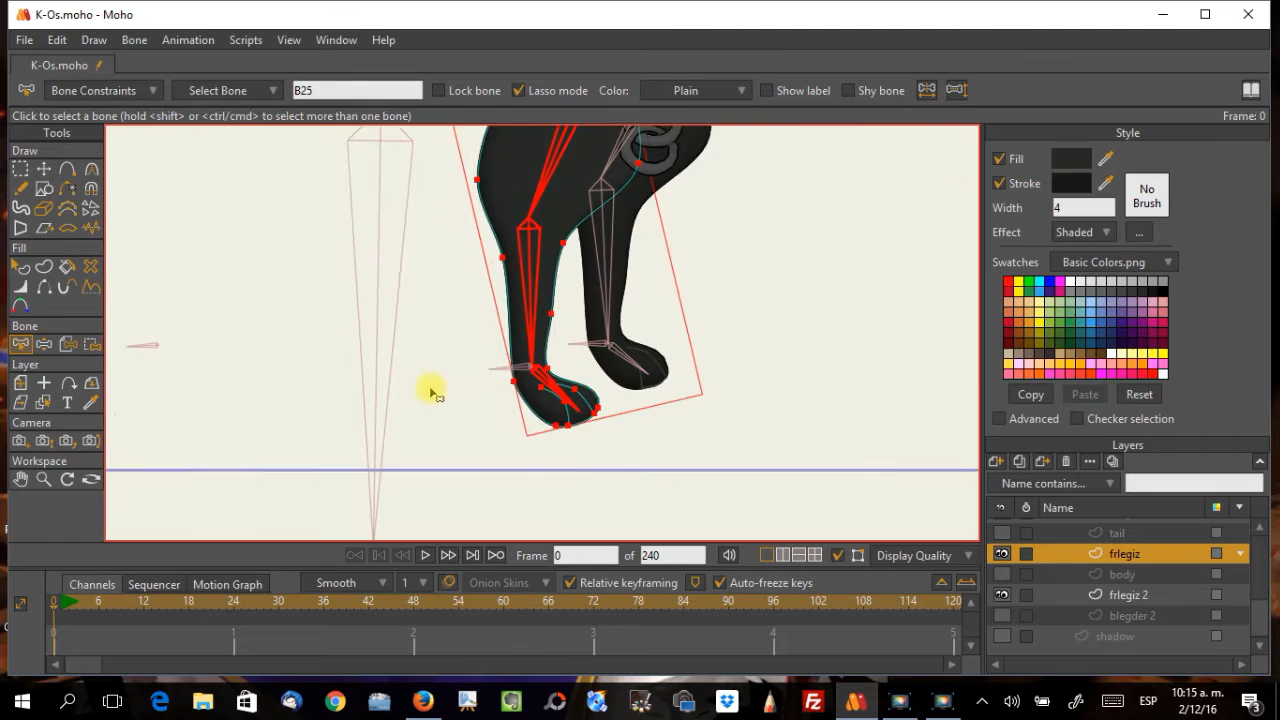 K-Os.moho - Moho
File Edit Draw Bone Animation Scripts View Window Help
K-Os.moho
Bone Constraints Select Bone B25 Lock bone Lasso mode Color: Plain Show label Shy bone
Click to select a bone (hold <shift> or <ctrl/cmd> to select more than one bone) Frame: 0
Tools
Draw
Fill
Bone
Layer
Camera
Workspace
Style
Fill
Stroke
Width 4
No Brush
Effect Shaded ...
Swatches Basic Colors.png
Copy Paste Reset
Advanced Checker selection
Layers
Name contains...
Name
tail
frlegiz
body
frlegiz 2
blegder 2
shadow
Frame 0 of 240 Display Quality
Channels Sequencer Motion Graph Smooth 1 Onion Skins Relative keyframing Auto-freeze keys
0 6 12 18 24 30 36 42 48 54 60 66 72 78 84 90 96 102 108 114 120
0 1 2 3 4 5
ESP 10:15 a. m.
2/12/16